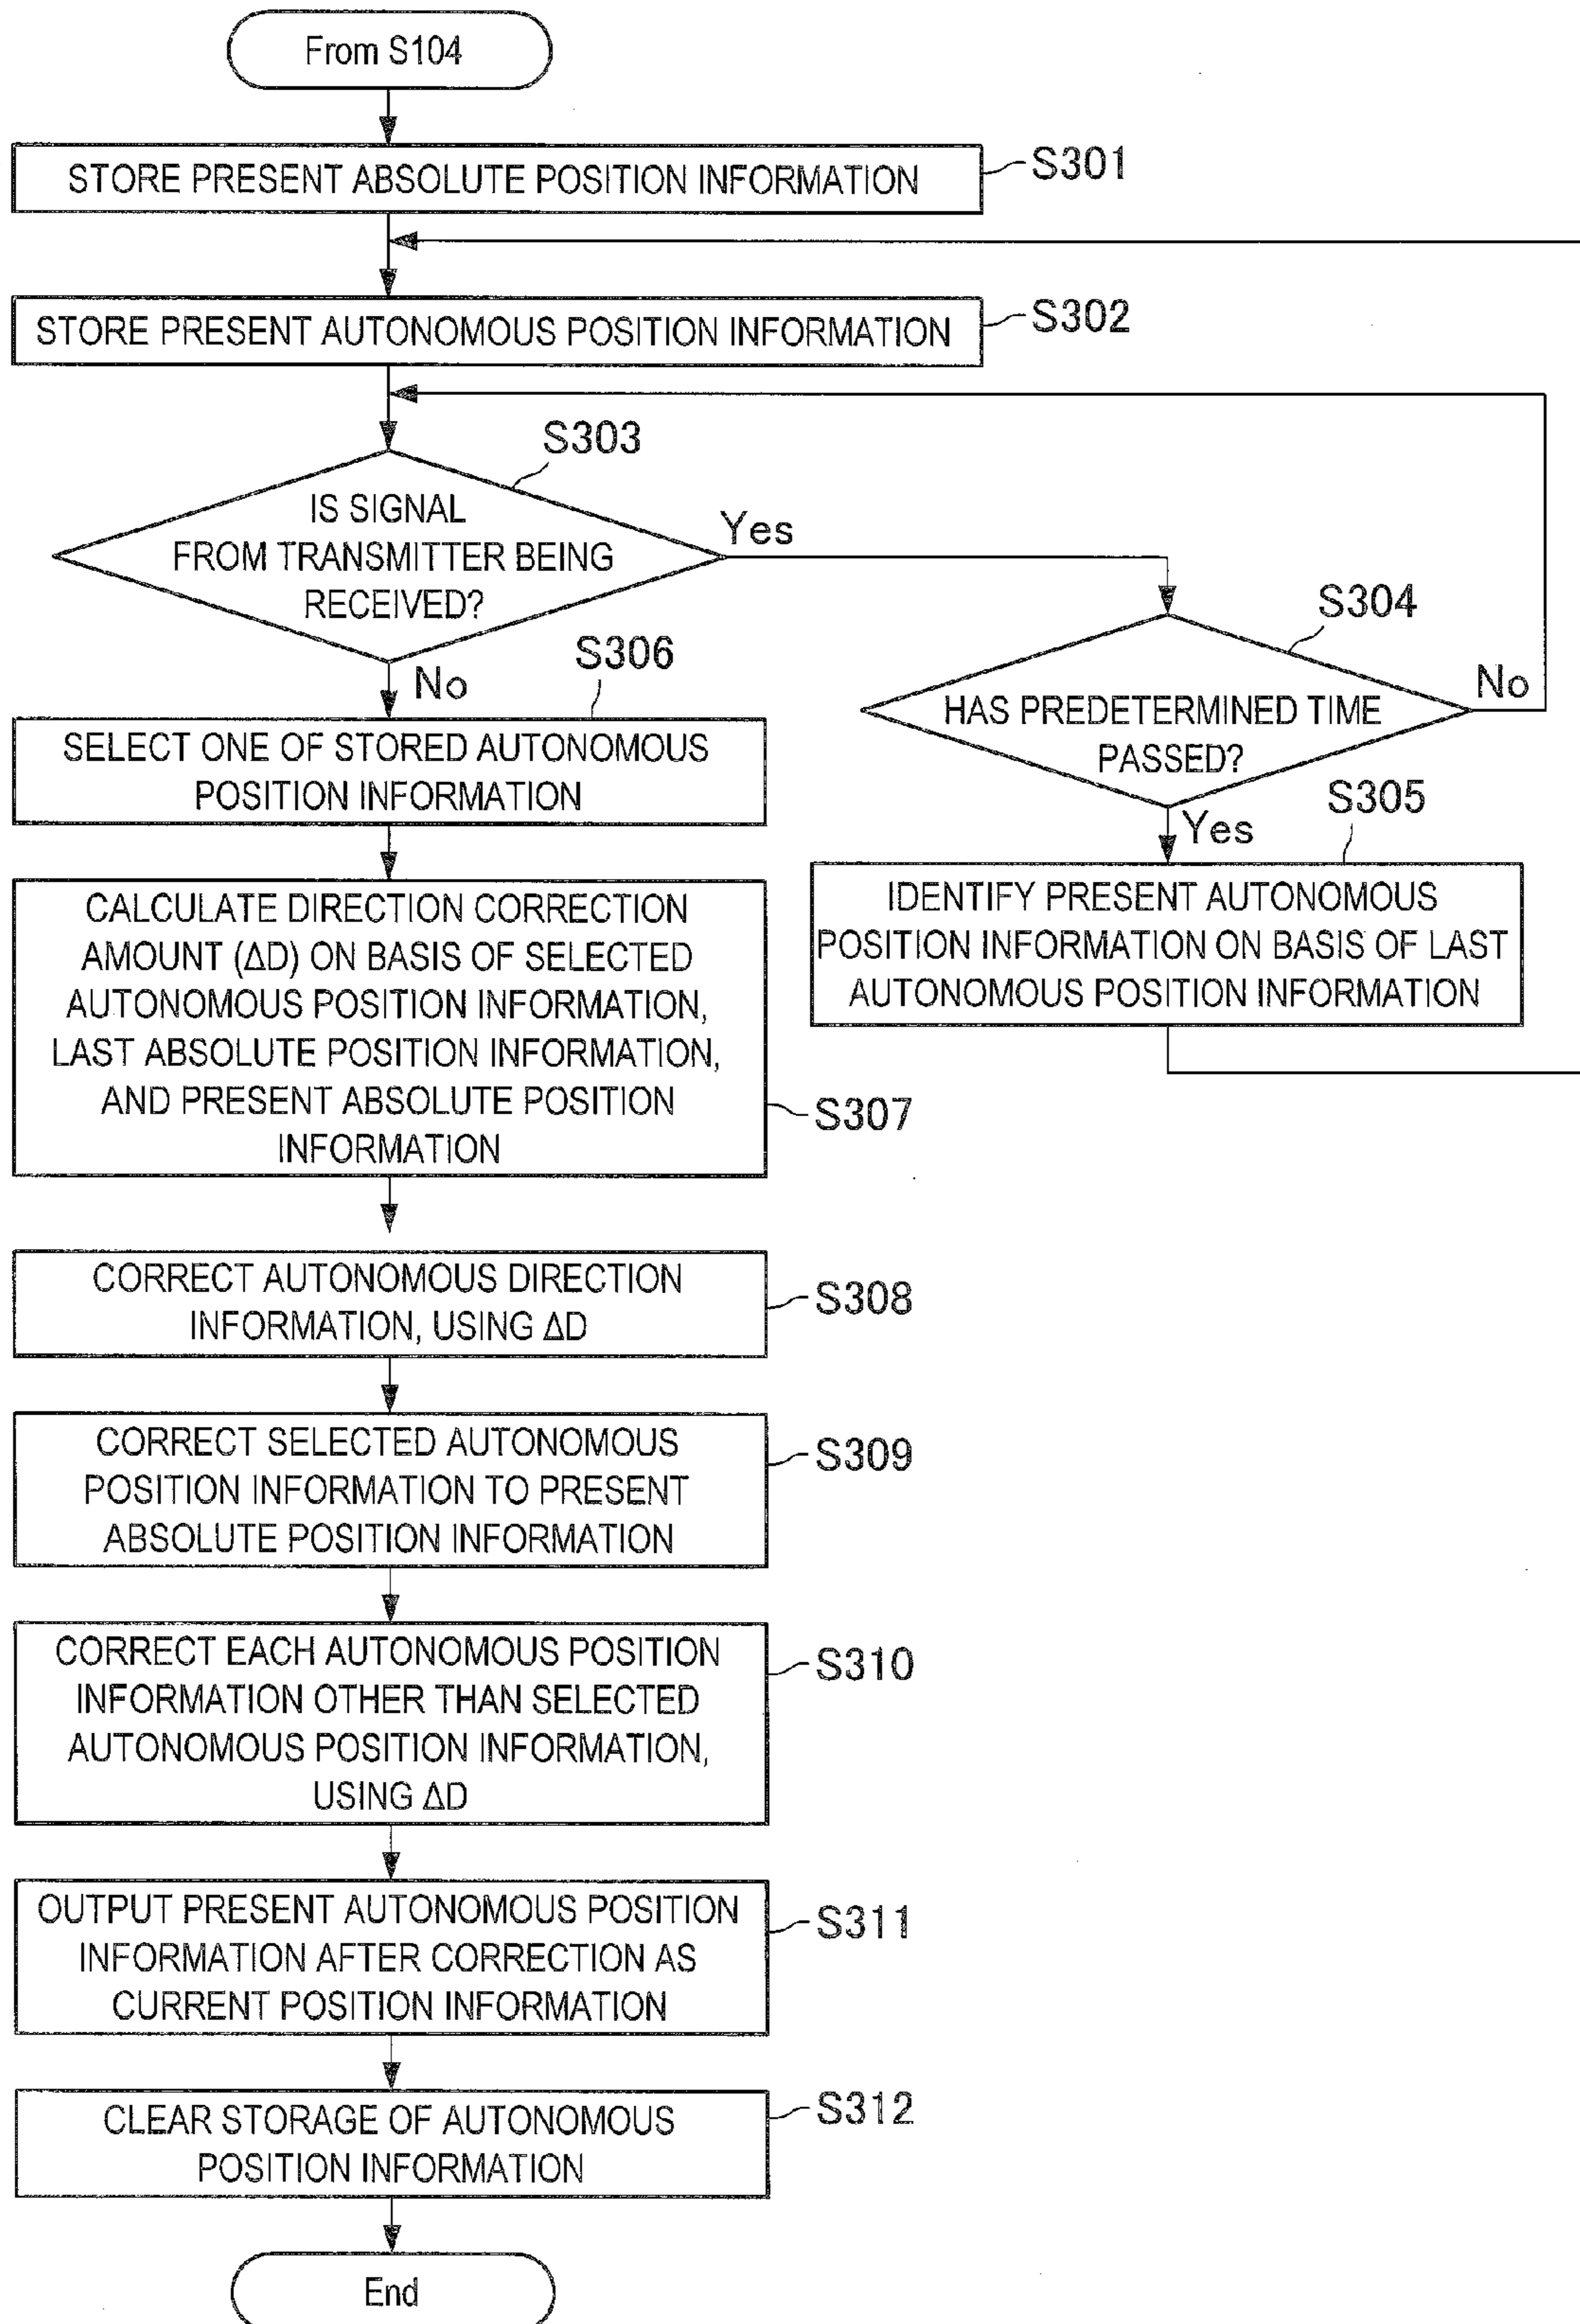 From S104
STORE PRESENT ABSOLUTE POSITION INFORMATION
S301
STORE PRESENT AUTONOMOUS POSITION INFORMATION
S302
S303
IS SIGNAL
FROM TRANSMITTER BEING
RECEIVED?
Yes
No
S304
HAS PREDETERMINED TIME
PASSED?
No
Yes
S305
IDENTIFY PRESENT AUTONOMOUS
POSITION INFORMATION ON BASIS OF LAST
AUTONOMOUS POSITION INFORMATION
S306
SELECT ONE OF STORED AUTONOMOUS
POSITION INFORMATION
CALCULATE DIRECTION CORRECTION
AMOUNT (ΔD) ON BASIS OF SELECTED
AUTONOMOUS POSITION INFORMATION,
LAST ABSOLUTE POSITION INFORMATION,
AND PRESENT ABSOLUTE POSITION
INFORMATION
S307
CORRECT AUTONOMOUS DIRECTION
INFORMATION, USING ΔD
S308
CORRECT SELECTED AUTONOMOUS
POSITION INFORMATION TO PRESENT
ABSOLUTE POSITION INFORMATION
S309
CORRECT EACH AUTONOMOUS POSITION
INFORMATION OTHER THAN SELECTED
AUTONOMOUS POSITION INFORMATION,
USING ΔD
S310
OUTPUT PRESENT AUTONOMOUS POSITION
INFORMATION AFTER CORRECTION AS
CURRENT POSITION INFORMATION
S311
CLEAR STORAGE OF AUTONOMOUS
POSITION INFORMATION
S312
End